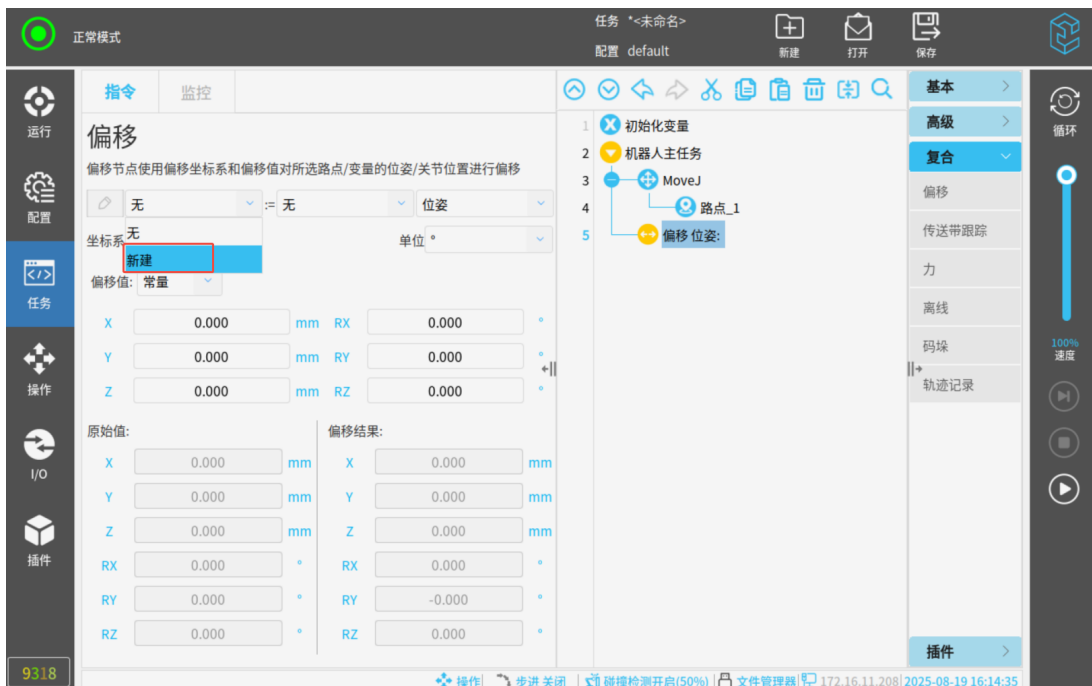 正常模式
任务 *<未命名>
配置 default
新建
打开
保存
运行
配置
任务
操作
I/O
插件
9318
指令
监控
偏移
偏移节点使用偏移坐标系和偏移值对所选路点/变量的位姿/关节位置进行偏移
无 := 无 位姿
无
新建
坐标系
单位 °
偏移值: 常量
X 0.000 mm RX 0.000 °
Y 0.000 mm RY 0.000 °
Z 0.000 mm RZ 0.000 °
原始值:
X 0.000 mm
Y 0.000 mm
Z 0.000 mm
RX 0.000 °
RY 0.000 °
RZ 0.000 °
偏移结果:
X 0.000 mm
Y 0.000 mm
Z 0.000 mm
RX 0.000 °
RY -0.000 °
RZ 0.000 °
1 初始化变量
2 机器人主任务
3 MoveJ
4 路点_1
5 偏移 位姿:
基本
高级
复合
偏移
传送带跟踪
力
离线
码垛
轨迹记录
插件
循环
100%
速度
操作 步进 关闭 碰撞检测开启(50%) 文件管理器 172.16.11.208 2025-08-19 16:14:35